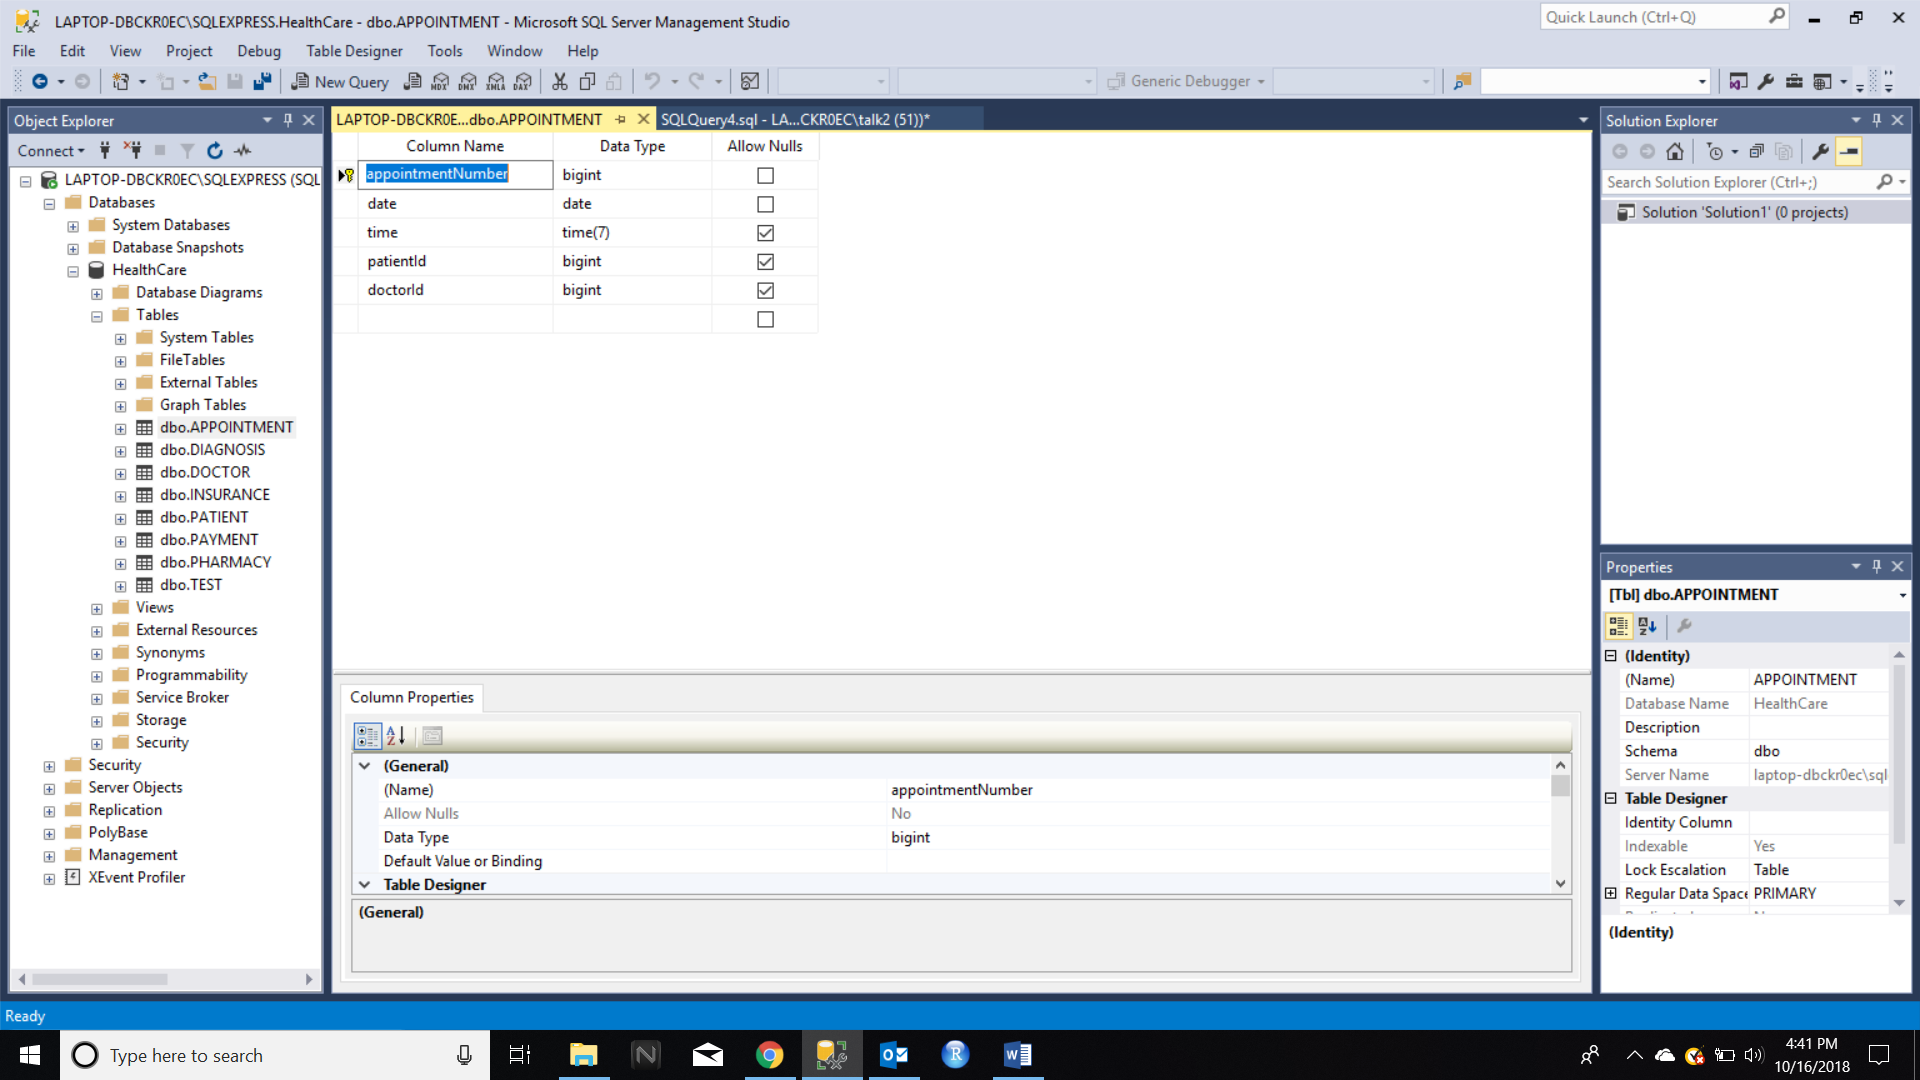 LAPTOP-DBCKR0EC\SQLEXPRESS.HealthCare - dbo.APPOINTMENT - Microsoft SQL Server Management Studio
Quick Launch (Ctrl+Q)
File Edit View Project Debug Table Designer Tools Window Help
New Query MDX DMX XMLA DAX Generic Debugger
Object Explorer
Connect
LAPTOP-DBCKR0EC\SQLEXPRESS (SQL
Databases
System Databases
Database Snapshots
HealthCare
Database Diagrams
Tables
System Tables
FileTables
External Tables
Graph Tables
dbo.APPOINTMENT
dbo.DIAGNOSIS
dbo.DOCTOR
dbo.INSURANCE
dbo.PATIENT
dbo.PAYMENT
dbo.PHARMACY
dbo.TEST
Views
External Resources
Synonyms
Programmability
Service Broker
Storage
Security
Security
Server Objects
Replication
PolyBase
Management
XEvent Profiler
LAPTOP-DBCKR0E...dbo.APPOINTMENT SQLQuery4.sql - LA...CKR0EC\talk2 (51))*
Column Name Data Type Allow Nulls
appointmentNumber bigint
date date
time time(7)
patientId bigint
doctorId bigint
Column Properties
(General)
(Name) appointmentNumber
Allow Nulls No
Data Type bigint
Default Value or Binding
Table Designer
(General)
Solution Explorer
Search Solution Explorer (Ctrl+;)
Solution 'Solution1' (0 projects)
Properties
[Tbl] dbo.APPOINTMENT
(Identity)
(Name) APPOINTMENT
Database Name HealthCare
Description
Schema dbo
Server Name laptop-dbckr0ec\sql
Table Designer
Identity Column
Indexable Yes
Lock Escalation Table
Regular Data Space PRIMARY
(Identity)
Ready
Type here to search
4:41 PM
10/16/2018